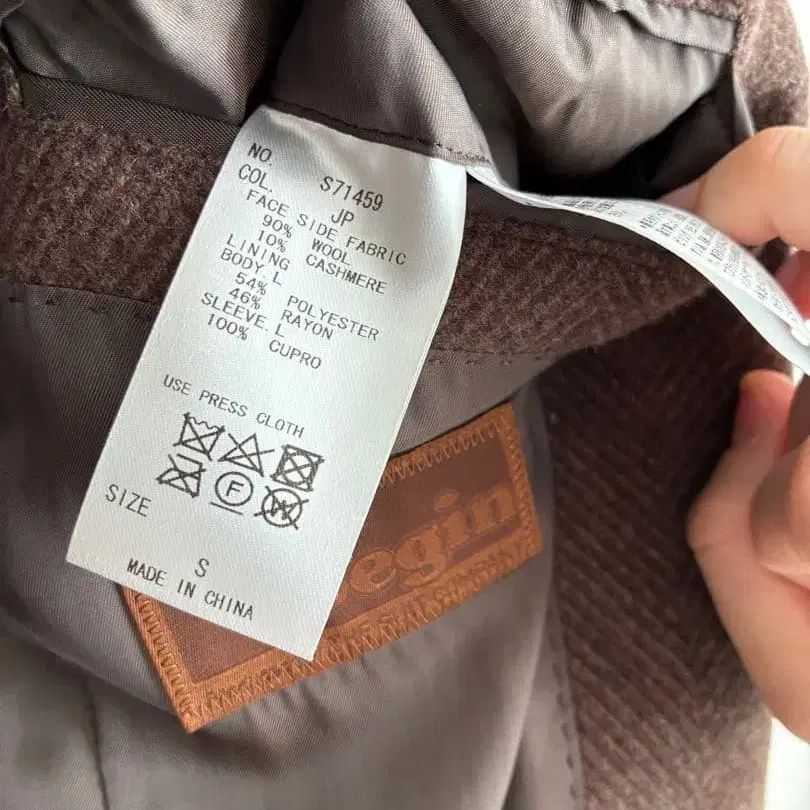 NO. S71459
COL. JP
FACE SIDE FABRIC
90% WOOL
10% CASHMERE
LINING
BODY L
54% POLYESTER
46% RAYON
SLEEVE. L
100% CUPRO
USE PRESS CLOTH
F
W
SIZE
S
MADE IN CHINA
egin